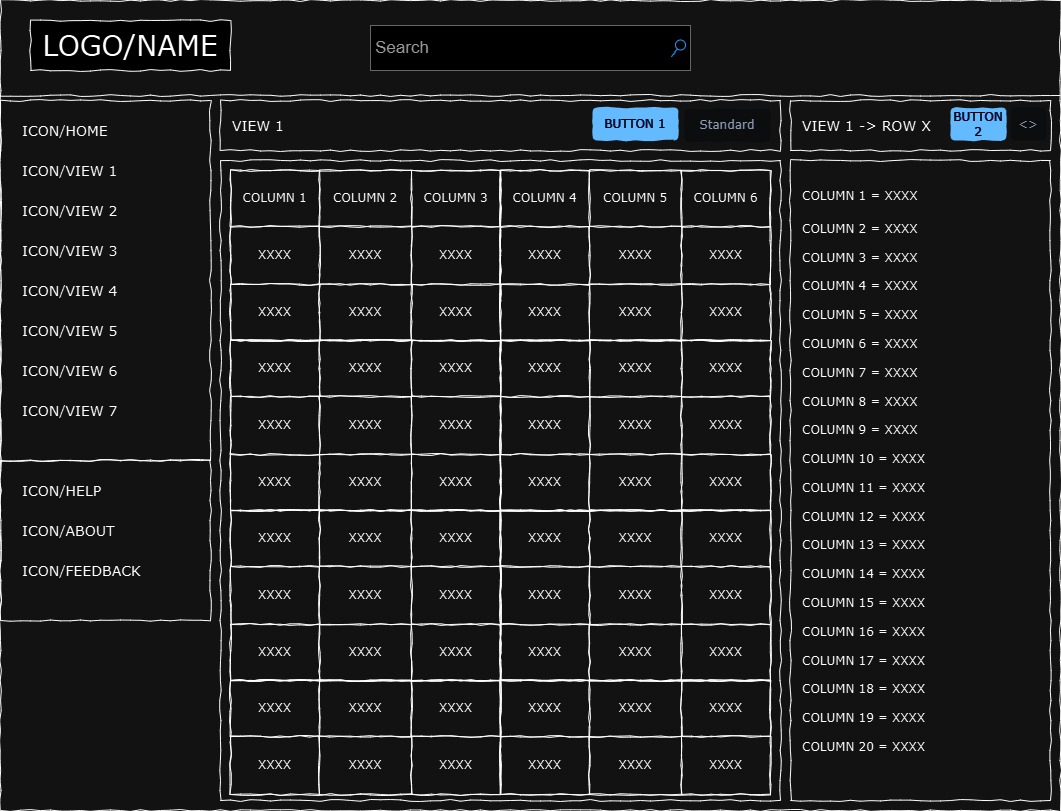 LOGO/NAME
Search
ICON/HOME
ICON/VIEW 1
ICON/VIEW 2
ICON/VIEW 3
ICON/VIEW 4
ICON/VIEW 5
ICON/VIEW 6
ICON/VIEW 7
ICON/HELP
ICON/ABOUT
ICON/FEEDBACK
VIEW 1 BUTTON 1 Standard
COLUMN 1 COLUMN 2 COLUMN 3 COLUMN 4 COLUMN 5 COLUMN 6
XXXX XXXX XXXX XXXX XXXX XXXX
XXXX XXXX XXXX XXXX XXXX XXXX
XXXX XXXX XXXX XXXX XXXX XXXX
XXXX XXXX XXXX XXXX XXXX XXXX
XXXX XXXX XXXX XXXX XXXX XXXX
XXXX XXXX XXXX XXXX XXXX XXXX
XXXX XXXX XXXX XXXX XXXX XXXX
XXXX XXXX XXXX XXXX XXXX XXXX
XXXX XXXX XXXX XXXX XXXX XXXX
XXXX XXXX XXXX XXXX XXXX XXXX
VIEW 1 -> ROW X
BUTTON
2
<>
COLUMN 1 = XXXX
COLUMN 2 = XXXX
COLUMN 3 = XXXX
COLUMN 4 = XXXX
COLUMN 5 = XXXX
COLUMN 6 = XXXX
COLUMN 7 = XXXX
COLUMN 8 = XXXX
COLUMN 9 = XXXX
COLUMN 10 = XXXX
COLUMN 11 = XXXX
COLUMN 12 = XXXX
COLUMN 13 = XXXX
COLUMN 14 = XXXX
COLUMN 15 = XXXX
COLUMN 16 = XXXX
COLUMN 17 = XXXX
COLUMN 18 = XXXX
COLUMN 19 = XXXX
COLUMN 20 = XXXX